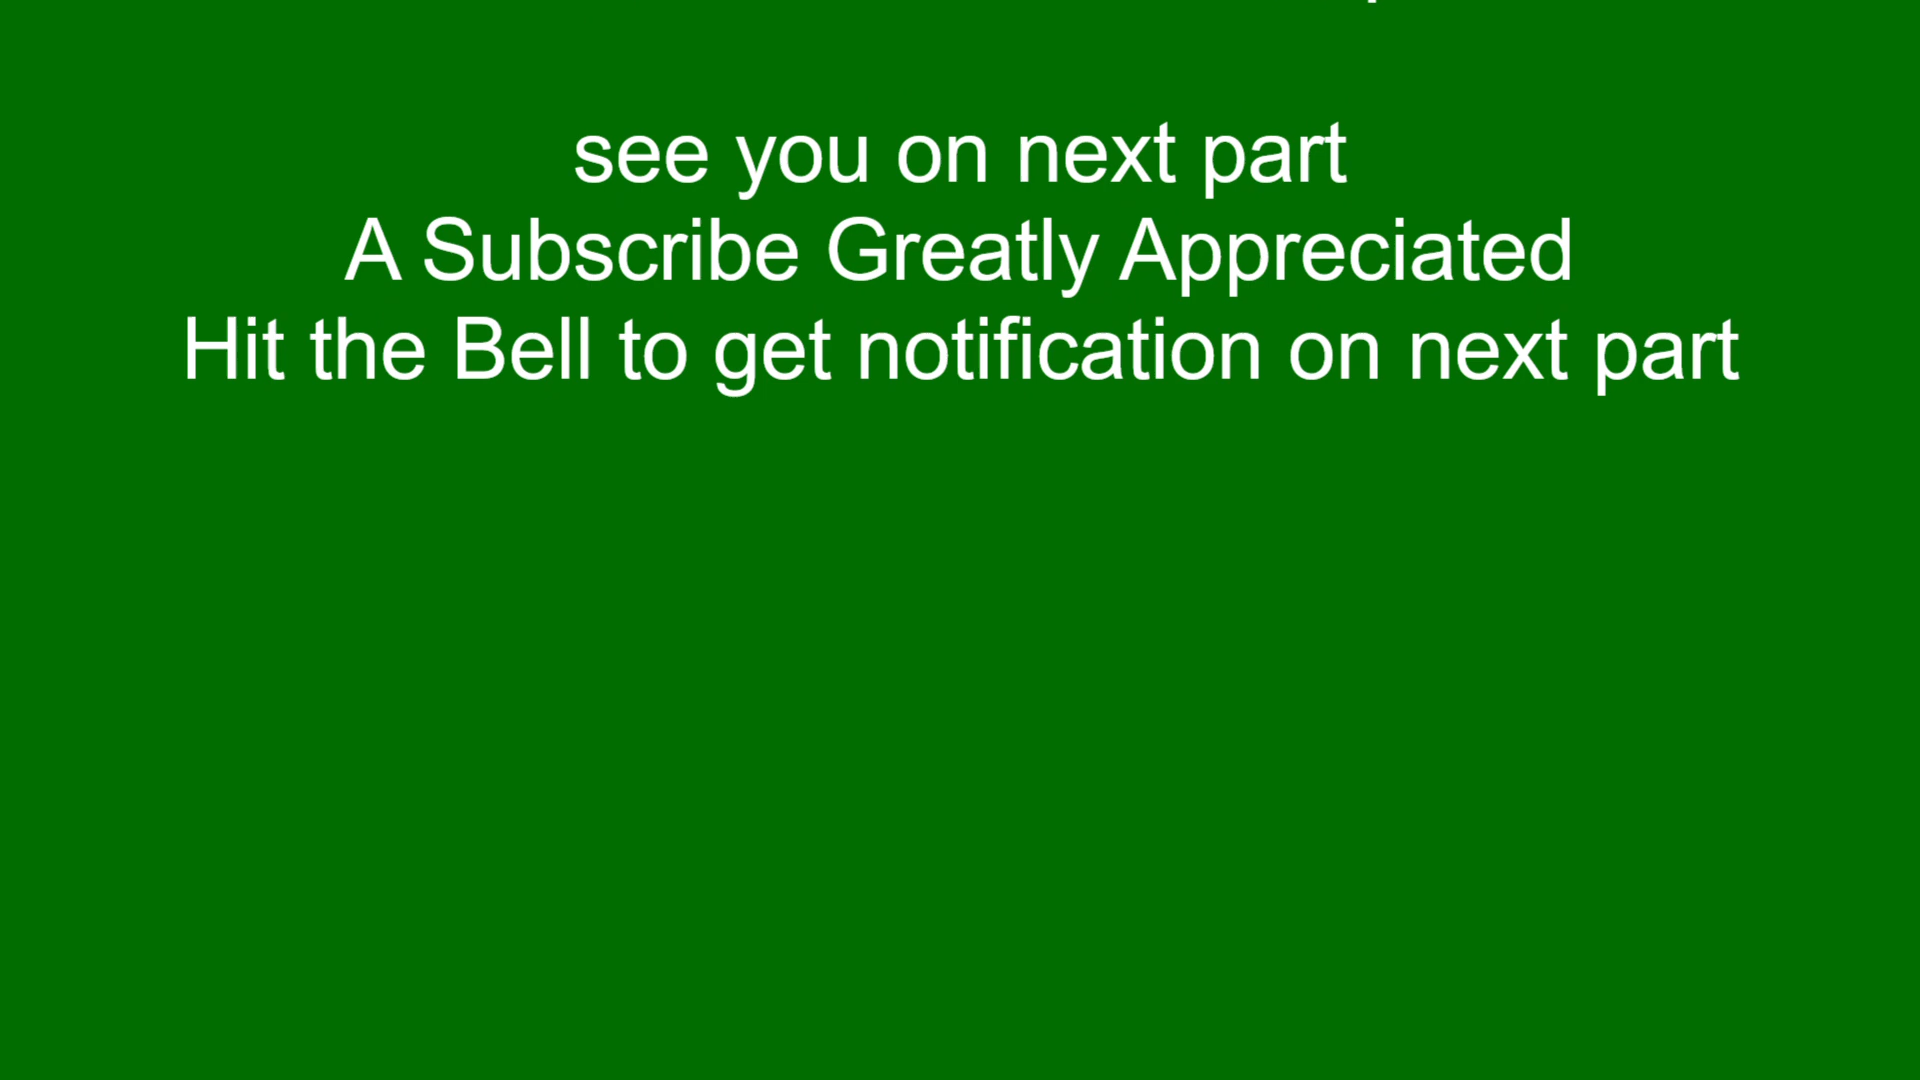 see you on next part
A Subscribe Greatly Appreciated
Hit the Bell to get notification on next part